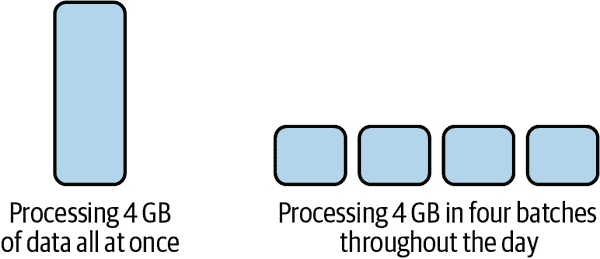 Processing 4 GB
of data all at once
Processing 4 GB in four batches
throughout the day